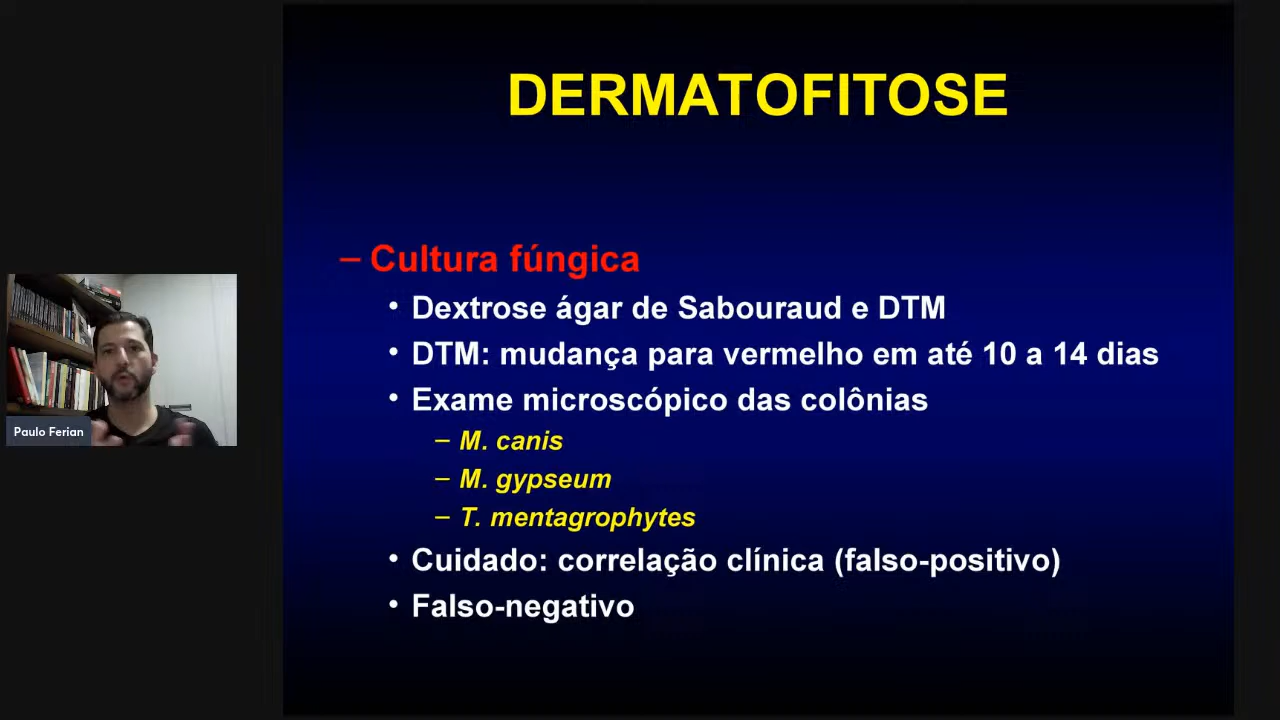 DERMATOFITOSE
– Cultura fúngica
• Dextrose ágar de Sabouraud e DTM
• DTM: mudança para vermelho em até 10 a 14 dias
• Exame microscópico das colônias
– M. canis
– M. gypseum
– T. mentagrophytes
• Cuidado: correlação clínica (falso-positivo)
• Falso-negativo
Paulo Ferian